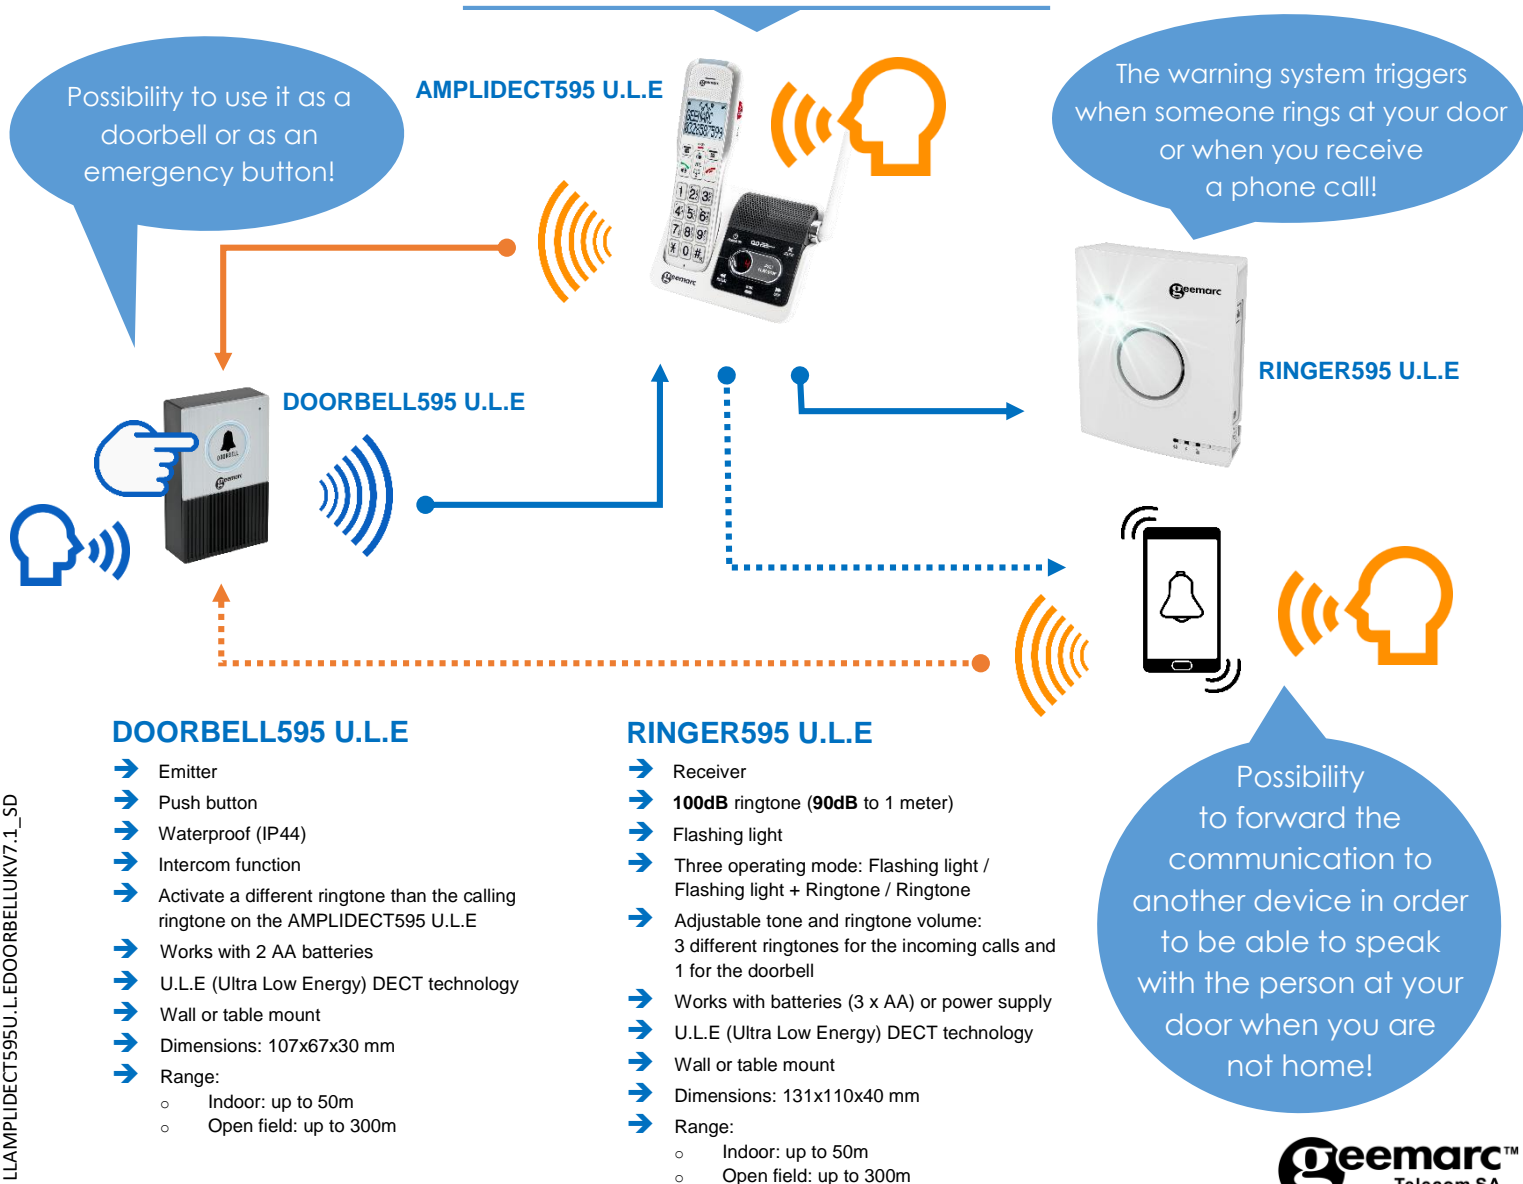 Possibility to use it as a
doorbell or as an
emergency button!
AMPLIDECT595 U.L.E
The warning system triggers
when someone rings at your door
or when you receive
a phone call!
geemarc
geemarc
RINGER595 U.L.E
DOORBELL595 U.L.E
DOORBELL
geemarc
DOORBELL595 U.L.E
Emitter
Push button
Waterproof (IP44)
Intercom function
Activate a different ringtone than the calling
ringtone on the AMPLIDECT595 U.L.E
Works with 2 AA batteries
U.L.E (Ultra Low Energy) DECT technology
Wall or table mount
Dimensions: 107x67x30 mm
Range:
Indoor: up to 50m
Open field: up to 300m
RINGER595 U.L.E
Receiver
100dB ringtone (90dB to 1 meter)
Flashing light
Three operating mode: Flashing light /
Flashing light + Ringtone / Ringtone
Adjustable tone and ringtone volume:
3 different ringtones for the incoming calls and
1 for the doorbell
Works with batteries (3 x AA) or power supply
U.L.E (Ultra Low Energy) DECT technology
Wall or table mount
Dimensions: 131x110x40 mm
Range:
Indoor: up to 50m
Open field: up to 300m
Possibility
to forward the
communication to
another device in order
to be able to speak
with the person at your
door when you are
not home!
LLAMPLIDECT595U.L.EDOORBELLUKV7.1_SD
geemarc™
Telecom SA